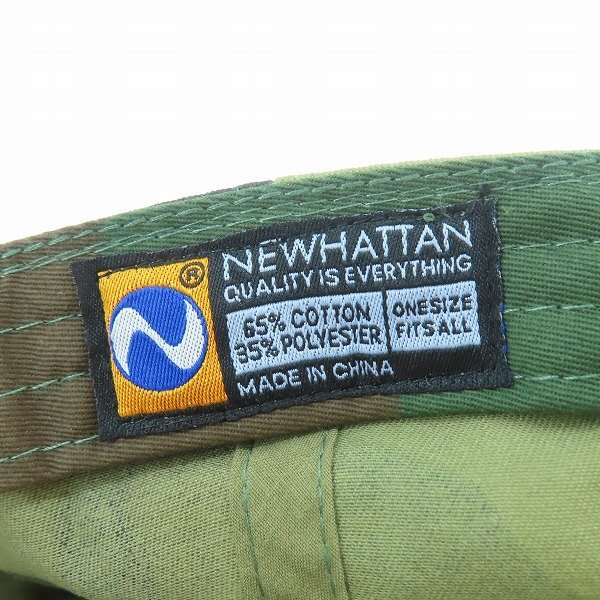 ®
NEWHATTAN
QUALITY IS EVERYTHING
65% COTTON
35% POLYESTER
ONE SIZE
FITS ALL
MADE IN CHINA